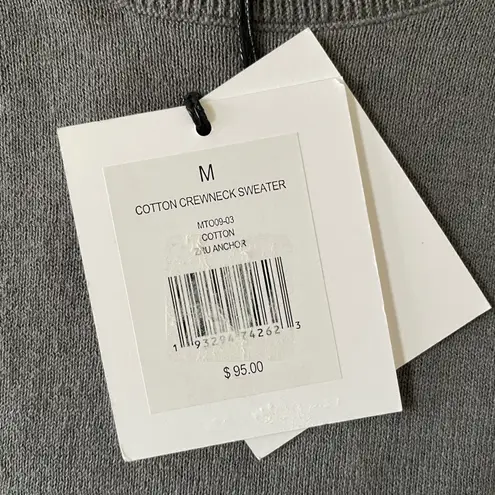 M
COTTON CREWNECK SWEATER
MTO09-03
COTTON
ANCHOR
1 93294 74262 3
$ 95.00